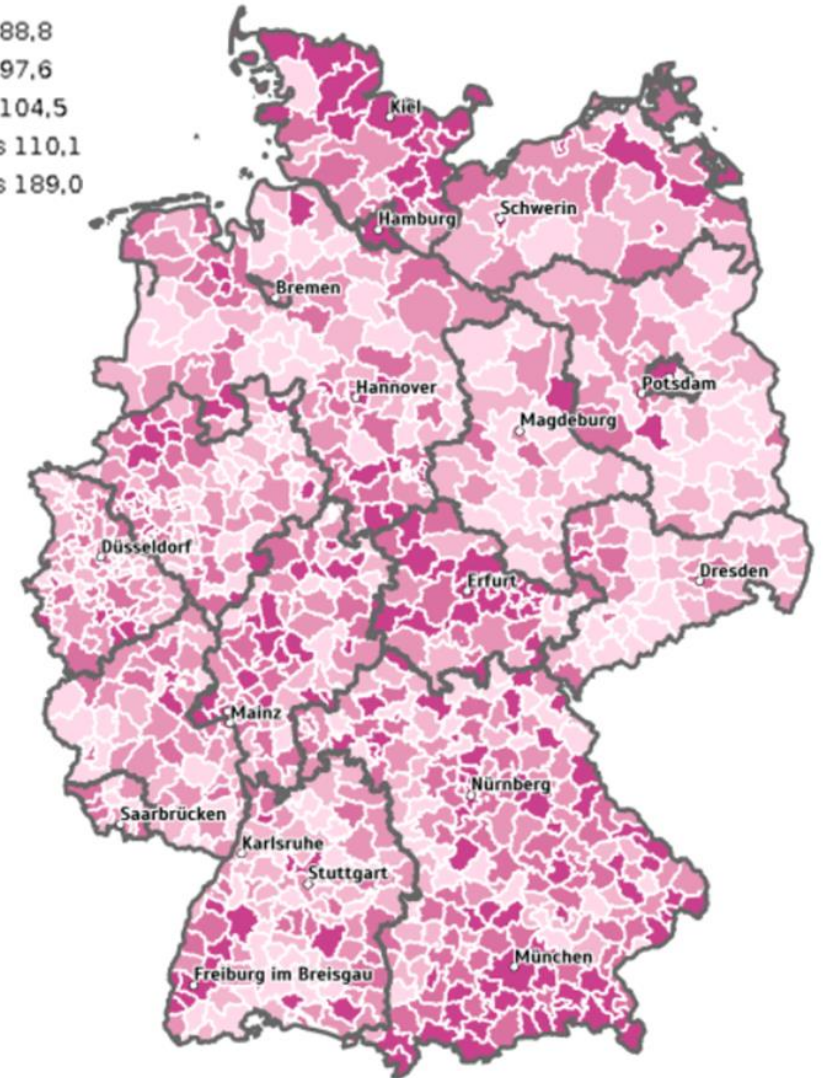 88,8
97,6
104,5
s 110,1
s 189,0
Kiel
Hamburg
Schwerin
Bremen
Hannover
Potsdam
Magdeburg
Düsseldorf
Erfurt
Dresden
Mainz
Nürnberg
Saarbrücken
Karlsruhe
Stuttgart
München
Freiburg im Breisgau